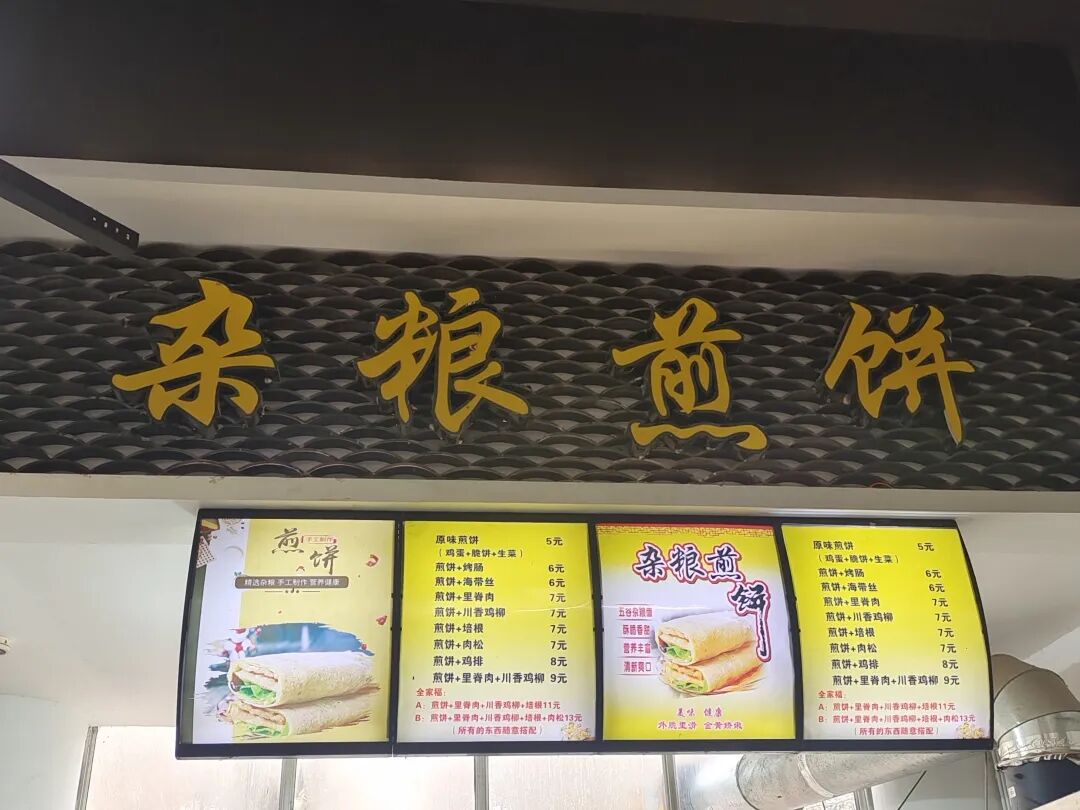 杂粮煎饼
煎饼
手工制作
精选杂粮 手工制作 营养健康
原味煎饼 5元
(鸡蛋+脆饼+生菜)
煎饼+烤肠 6元
煎饼+海带丝 6元
煎饼+里脊肉 7元
煎饼+川香鸡柳 7元
煎饼+培根 7元
煎饼+肉松 7元
煎饼+鸡排 8元
煎饼+里脊肉+川香鸡柳 9元
全家福:
A: 煎饼+里脊肉+川香鸡柳+培根11元
B: 煎饼+里脊肉+川香鸡柳+培根+肉松13元
(所有的东西随意搭配)
杂粮煎饼
五谷杂粮香
酥脆香甜
营养丰富
清新爽口
美味 健康
外脆里滑 金黄娇嫩
原味煎饼 5元
(鸡蛋+脆饼+生菜)
煎饼+烤肠 6元
煎饼+海带丝 6元
煎饼+里脊肉 7元
煎饼+川香鸡柳 7元
煎饼+培根 7元
煎饼+肉松 7元
煎饼+鸡排 8元
煎饼+里脊肉+川香鸡柳 9元
全家福:
A: 煎饼+里脊肉+川香鸡柳+培根11元
B: 煎饼+里脊肉+川香鸡柳+培根+肉松13元
(所有的东西随意搭配)